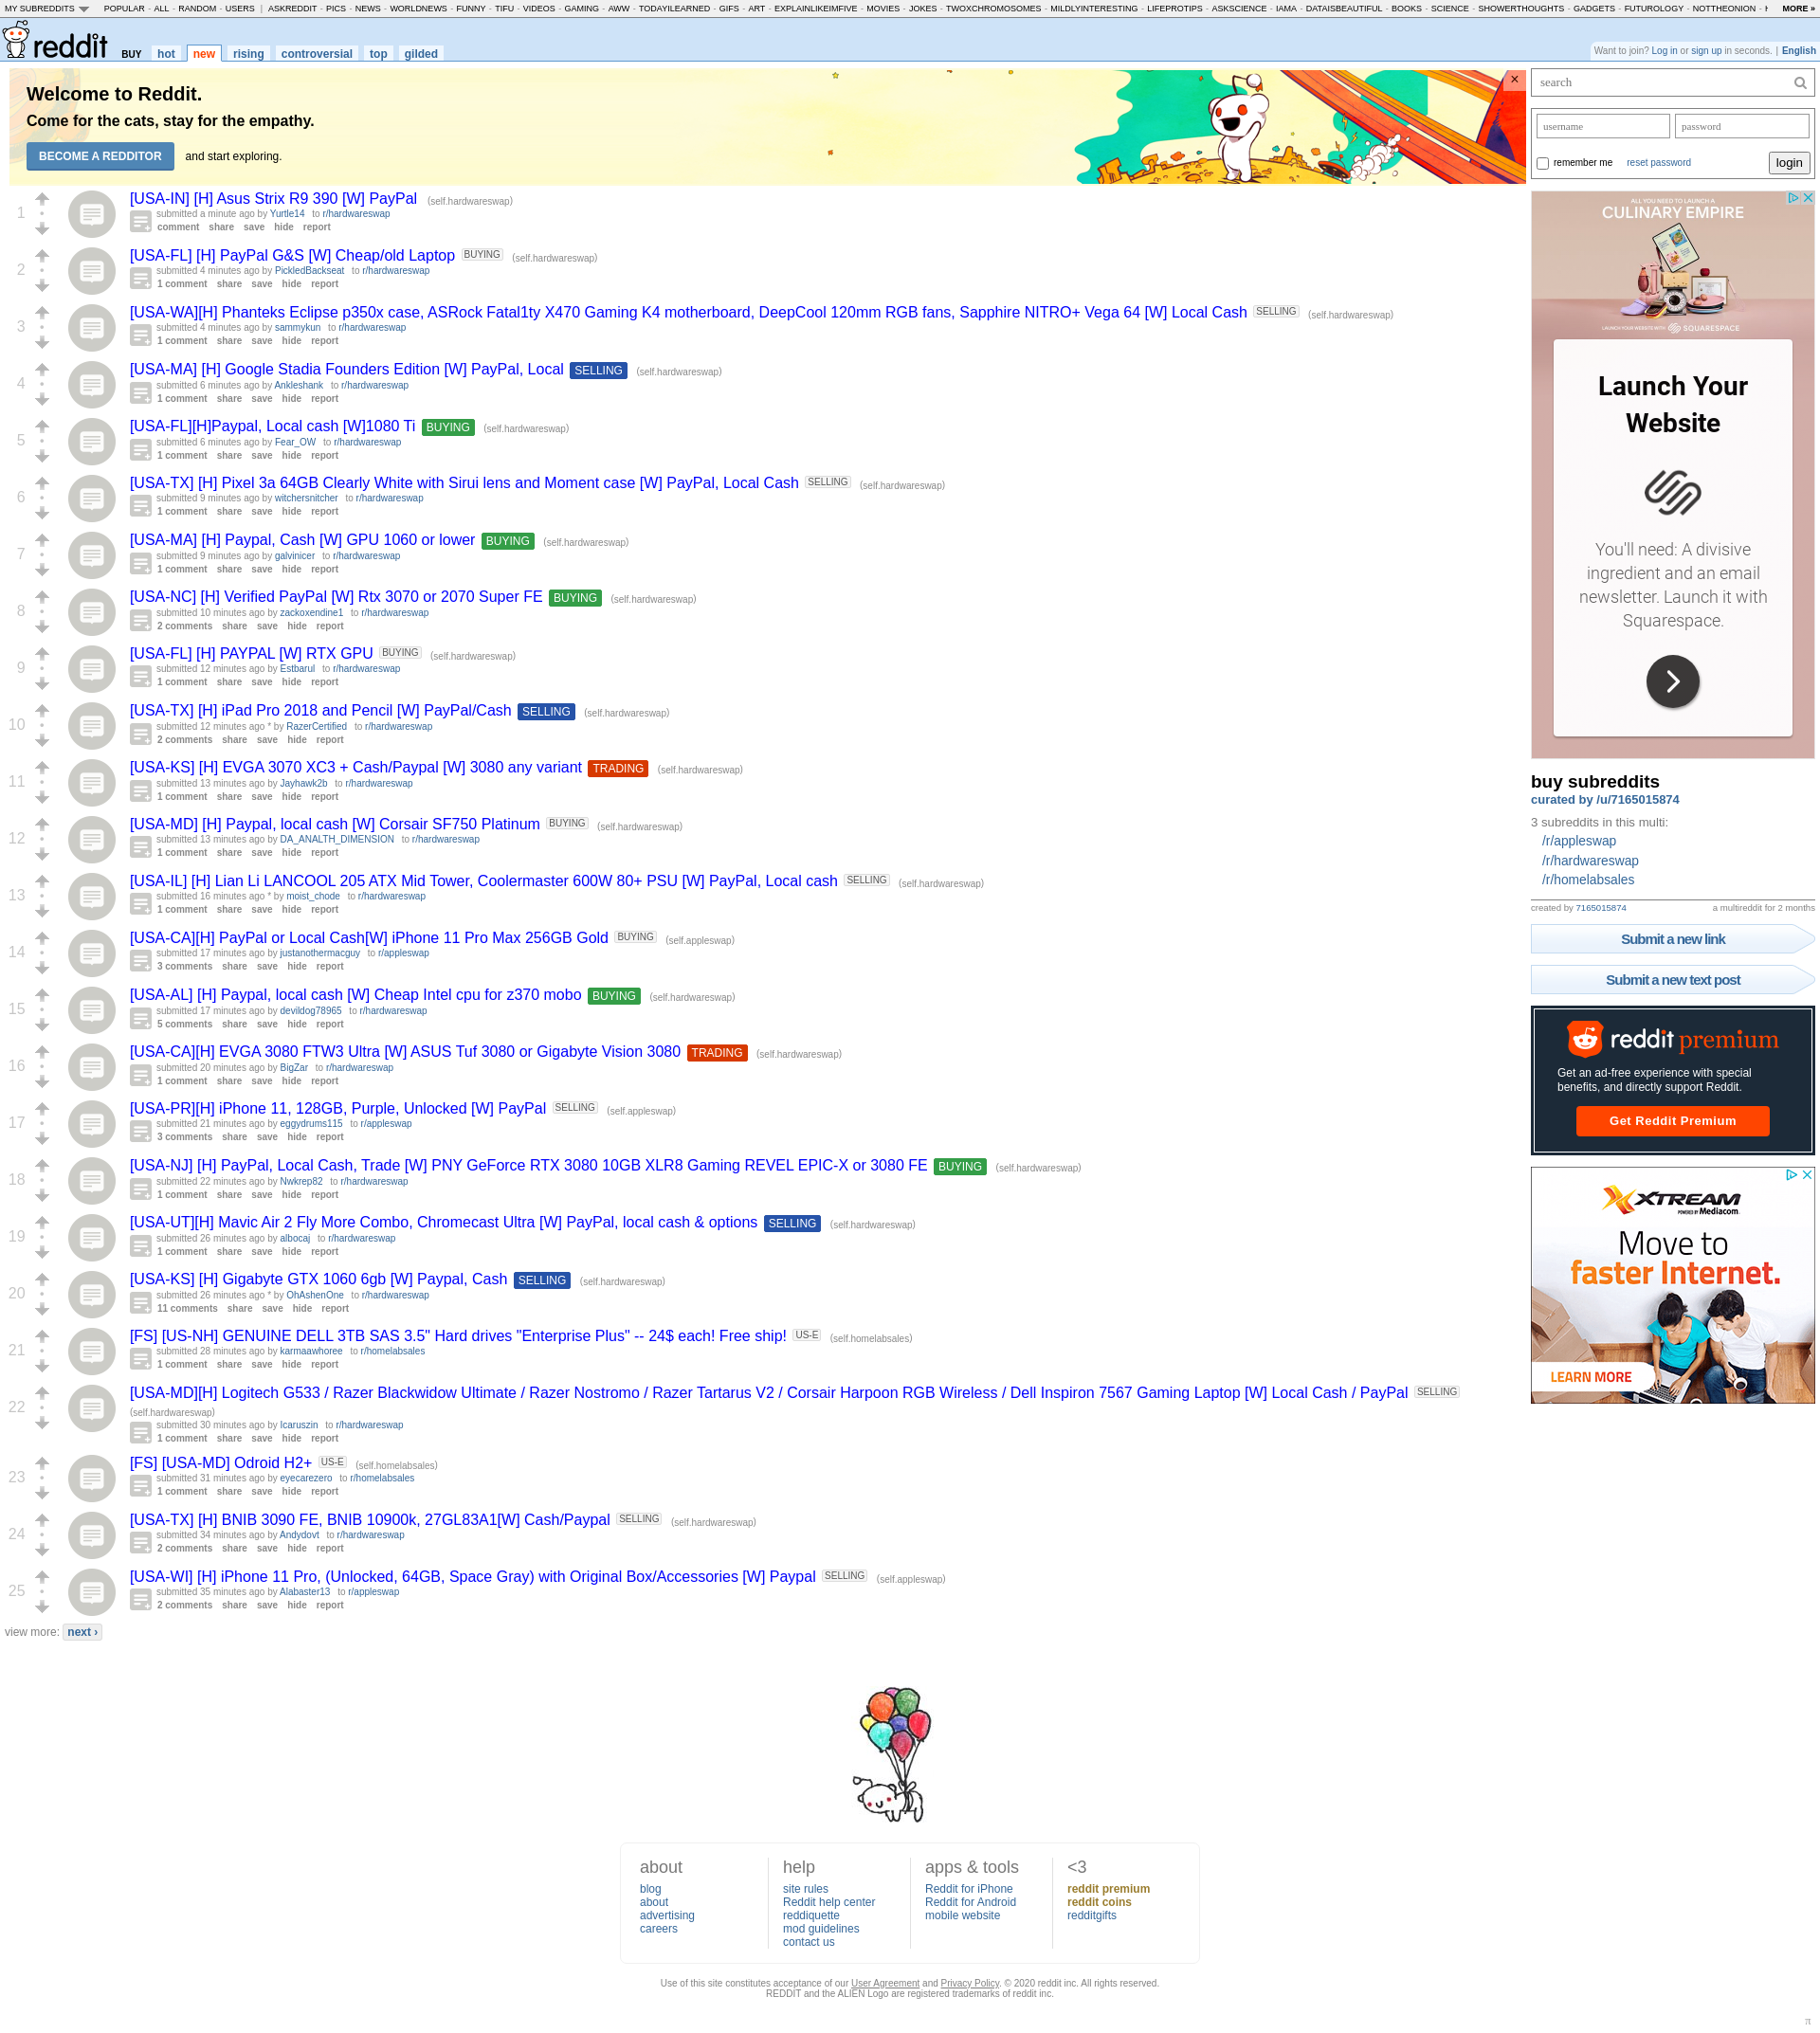 MY SUBREDDITS POPULAR - ALL - RANDOM - USERS | ASKREDDIT - PICS - NEWS - WORLDNEWS - FUNNY - TIFU - VIDEOS - GAMING - AWW - TODAYILEARNED - GIFS - ART - EXPLAINLIKEIMFIVE - MOVIES - JOKES - TWOXCHROMOSOMES - MILDLYINTERESTING - LIFEPROTIPS - ASKSCIENCE - IAMA - DATAISBEAUTIFUL - BOOKS - SCIENCE - SHOWERTHOUGHTS - GADGETS - FUTUROLOGY - NOTTHEONION - MORE »
reddit BUY hot new rising controversial top gilded
Want to join? Log in or sign up in seconds. | English
Welcome to Reddit.
Come for the cats, stay for the empathy.
BECOME A REDDITOR and start exploring.
×
1
[USA-IN] [H] Asus Strix R9 390 [W] PayPal (self.hardwareswap)
submitted a minute ago by Yurtle14 to r/hardwareswap
comment share save hide report
2
[USA-FL] [H] PayPal G&S [W] Cheap/old Laptop BUYING (self.hardwareswap)
submitted 4 minutes ago by PickledBackseat to r/hardwareswap
1 comment share save hide report
3
[USA-WA][H] Phanteks Eclipse p350x case, ASRock Fatal1ty X470 Gaming K4 motherboard, DeepCool 120mm RGB fans, Sapphire NITRO+ Vega 64 [W] Local Cash SELLING (self.hardwareswap)
submitted 4 minutes ago by sammykun to r/hardwareswap
1 comment share save hide report
4
[USA-MA] [H] Google Stadia Founders Edition [W] PayPal, Local SELLING (self.hardwareswap)
submitted 6 minutes ago by Ankleshank to r/hardwareswap
1 comment share save hide report
5
[USA-FL][H]Paypal, Local cash [W]1080 Ti BUYING (self.hardwareswap)
submitted 6 minutes ago by Fear_OW to r/hardwareswap
1 comment share save hide report
6
[USA-TX] [H] Pixel 3a 64GB Clearly White with Sirui lens and Moment case [W] PayPal, Local Cash SELLING (self.hardwareswap)
submitted 9 minutes ago by witchersnitcher to r/hardwareswap
1 comment share save hide report
7
[USA-MA] [H] Paypal, Cash [W] GPU 1060 or lower BUYING (self.hardwareswap)
submitted 9 minutes ago by galvinicer to r/hardwareswap
1 comment share save hide report
8
[USA-NC] [H] Verified PayPal [W] Rtx 3070 or 2070 Super FE BUYING (self.hardwareswap)
submitted 10 minutes ago by zackoxendine1 to r/hardwareswap
2 comments share save hide report
9
[USA-FL] [H] PAYPAL [W] RTX GPU BUYING (self.hardwareswap)
submitted 12 minutes ago by Estbarul to r/hardwareswap
1 comment share save hide report
10
[USA-TX] [H] iPad Pro 2018 and Pencil [W] PayPal/Cash SELLING (self.hardwareswap)
submitted 12 minutes ago * by RazerCertified to r/hardwareswap
2 comments share save hide report
11
[USA-KS] [H] EVGA 3070 XC3 + Cash/Paypal [W] 3080 any variant TRADING (self.hardwareswap)
submitted 13 minutes ago by Jayhawk2b to r/hardwareswap
1 comment share save hide report
12
[USA-MD] [H] Paypal, local cash [W] Corsair SF750 Platinum BUYING (self.hardwareswap)
submitted 13 minutes ago by DA_ANALTH_DIMENSION to r/hardwareswap
1 comment share save hide report
13
[USA-IL] [H] Lian Li LANCOOL 205 ATX Mid Tower, Coolermaster 600W 80+ PSU [W] PayPal, Local cash SELLING (self.hardwareswap)
submitted 16 minutes ago * by moist_chode to r/hardwareswap
1 comment share save hide report
14
[USA-CA][H] PayPal or Local Cash[W] iPhone 11 Pro Max 256GB Gold BUYING (self.appleswap)
submitted 17 minutes ago by justanothermacguy to r/appleswap
3 comments share save hide report
15
[USA-AL] [H] Paypal, local cash [W] Cheap Intel cpu for z370 mobo BUYING (self.hardwareswap)
submitted 17 minutes ago by devildog78965 to r/hardwareswap
5 comments share save hide report
16
[USA-CA][H] EVGA 3080 FTW3 Ultra [W] ASUS Tuf 3080 or Gigabyte Vision 3080 TRADING (self.hardwareswap)
submitted 20 minutes ago by BigZar to r/hardwareswap
1 comment share save hide report
17
[USA-PR][H] iPhone 11, 128GB, Purple, Unlocked [W] PayPal SELLING (self.appleswap)
submitted 21 minutes ago by eggydrums115 to r/appleswap
3 comments share save hide report
18
[USA-NJ] [H] PayPal, Local Cash, Trade [W] PNY GeForce RTX 3080 10GB XLR8 Gaming REVEL EPIC-X or 3080 FE BUYING (self.hardwareswap)
submitted 22 minutes ago by Nwkrep82 to r/hardwareswap
1 comment share save hide report
19
[USA-UT][H] Mavic Air 2 Fly More Combo, Chromecast Ultra [W] PayPal, local cash & options SELLING (self.hardwareswap)
submitted 26 minutes ago by albocaj to r/hardwareswap
1 comment share save hide report
20
[USA-KS] [H] Gigabyte GTX 1060 6gb [W] Paypal, Cash SELLING (self.hardwareswap)
submitted 26 minutes ago * by OhAshenOne to r/hardwareswap
11 comments share save hide report
21
[FS] [US-NH] GENUINE DELL 3TB SAS 3.5" Hard drives "Enterprise Plus" -- 24$ each! Free ship! US-E (self.homelabsales)
submitted 28 minutes ago by karmaawhoree to r/homelabsales
1 comment share save hide report
22
[USA-MD][H] Logitech G533 / Razer Blackwidow Ultimate / Razer Nostromo / Razer Tartarus V2 / Corsair Harpoon RGB Wireless / Dell Inspiron 7567 Gaming Laptop [W] Local Cash / PayPal SELLING
(self.hardwareswap)
submitted 30 minutes ago by Icaruszin to r/hardwareswap
1 comment share save hide report
23
[FS] [USA-MD] Odroid H2+ US-E (self.homelabsales)
submitted 31 minutes ago by eyecarezero to r/homelabsales
1 comment share save hide report
24
[USA-TX] [H] BNIB 3090 FE, BNIB 10900k, 27GL83A1[W] Cash/Paypal SELLING (self.hardwareswap)
submitted 34 minutes ago by Andydovt to r/hardwareswap
2 comments share save hide report
25
[USA-WI] [H] iPhone 11 Pro, (Unlocked, 64GB, Space Gray) with Original Box/Accessories [W] Paypal SELLING (self.appleswap)
submitted 35 minutes ago by Alabaster13 to r/appleswap
2 comments share save hide report
view more: next ›
search
username password
remember me reset password login
ALL YOU NEED TO LAUNCH A
CULINARY EMPIRE
LAUNCH YOUR WEBSITE WITH SQUARESPACE
Launch Your
Website
You'll need: A divisive
ingredient and an email
newsletter. Launch it with
Squarespace.
buy subreddits
curated by /u/7165015874
3 subreddits in this multi:
/r/appleswap
/r/hardwareswap
/r/homelabsales
created by 7165015874 a multireddit for 2 months
Submit a new link
Submit a new text post
reddit premium
Get an ad-free experience with special
benefits, and directly support Reddit.
Get Reddit Premium
XTREAM
POWERED BY Mediacom
Move to
faster Internet.
LEARN MORE
about
blog
about
advertising
careers
help
site rules
Reddit help center
reddiquette
mod guidelines
contact us
apps & tools
Reddit for iPhone
Reddit for Android
mobile website
<3
reddit premium
reddit coins
redditgifts
Use of this site constitutes acceptance of our User Agreement and Privacy Policy. © 2020 reddit inc. All rights reserved.
REDDIT and the ALIEN Logo are registered trademarks of reddit inc.
π